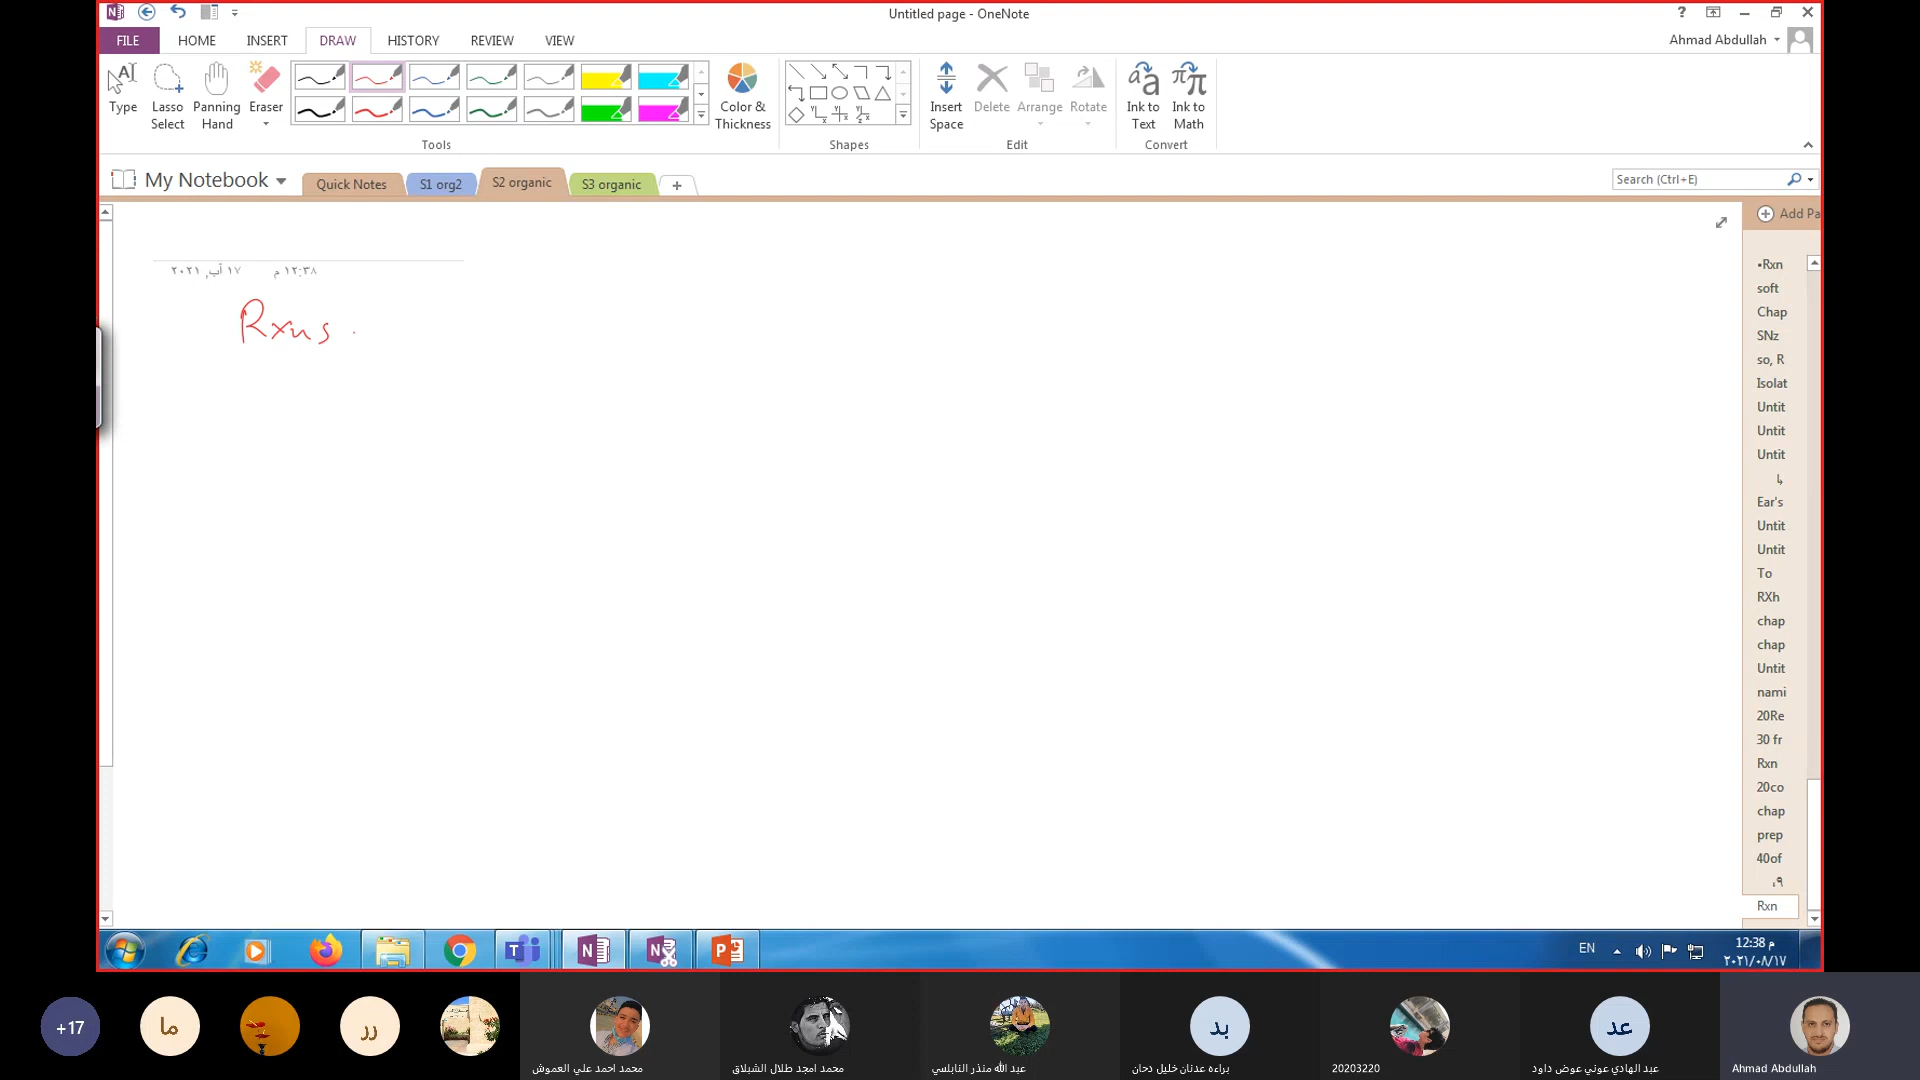 Untitled page - OneNote
?
FILE HOME INSERT DRAW HISTORY REVIEW VIEW
Ahmad Abdullah
Type
Lasso Select
Panning Hand
Eraser
Color & Thickness
Insert Space
Delete
Arrange
Rotate
Ink to Text
Ink to Math
Tools
Shapes
Edit
Convert
My Notebook
Quick Notes
S1 org2
S2 organic
S3 organic
Search (Ctrl+E)
Add Pa
١٧ آب, ٢٠٢١ ١٢:٣٨ م
Rxns
•Rxn
soft
Chap
SNz
so, R
Isolat
Untit
Untit
Untit
Ear's
Untit
Untit
To
RXh
chap
chap
Untit
nami
20Re
30 fr
Rxn
20co
chap
prep
40of
٩،
Rxn
EN
12:38 م
٢٠٢١/٠٨/١٧
+17
ما
رر
بد
عد
محمد احمد علي العموش
محمد امجد طلال الشبلاق
عبد الله منذر النابلسي
براءه عدنان خليل دحان
20203220
عبد الهادي عوني عوض داود
Ahmad Abdullah